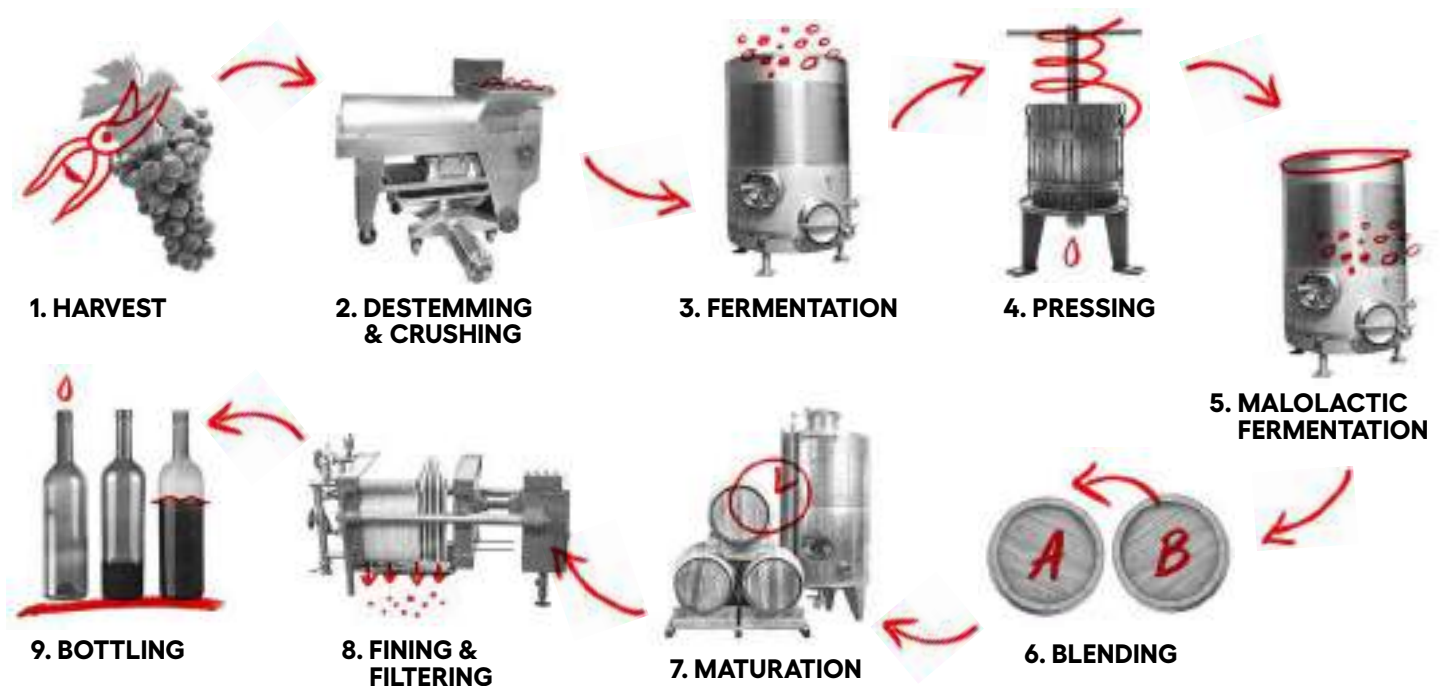 1. HARVEST
2. DESTEMMING
& CRUSHING
3. FERMENTATION
4. PRESSING
5. MALOLACTIC
FERMENTATION
A
B
6. BLENDING
7. MATURATION
8. FINING &
FILTERING
9. BOTTLING